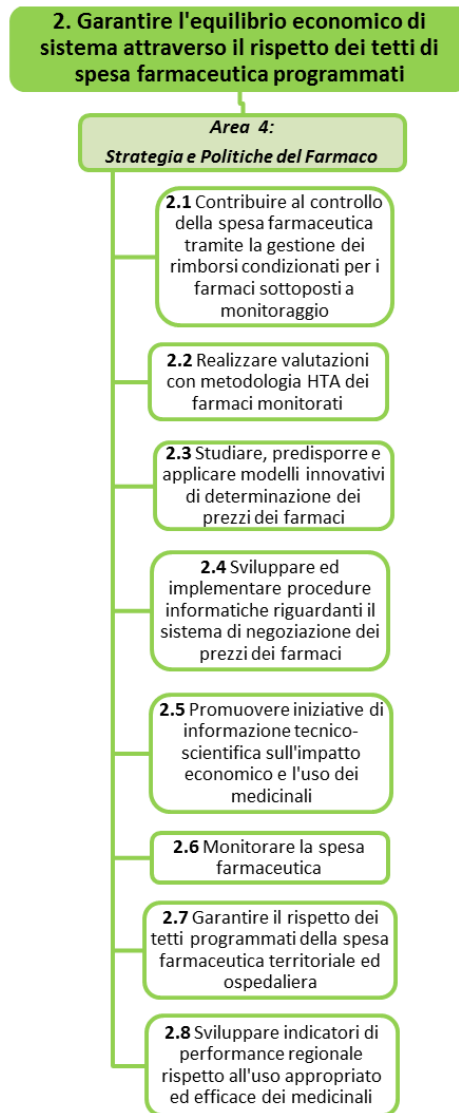 2. Garantire l'equilibrio economico di
sistema attraverso il rispetto dei tetti di
spesa farmaceutica programmati
Area 4:
Strategia e Politiche del Farmaco
2.1 Contribuire al controllo
della spesa farmaceutica
tramite la gestione dei
rimborsi condizionati per i
farmaci sottoposti a
monitoraggio
2.2 Realizzare valutazioni
con metodologia HTA dei
farmaci monitorati
2.3 Studiare, predisporre e
applicare modelli innovativi
di determinazione dei
prezzi dei farmaci
2.4 Sviluppare ed
implementare procedure
informatiche riguardanti il
sistema di negoziazione dei
prezzi dei farmaci
2.5 Promuovere iniziative di
informazione tecnico-
scientifica sull'impatto
economico e l'uso dei
medicinali
2.6 Monitorare la spesa
farmaceutica
2.7 Garantire il rispetto dei
tetti programmati della spesa
farmaceutica territoriale ed
ospedaliera
2.8 Sviluppare indicatori di
performance regionale
rispetto all'uso appropriato
ed efficace dei medicinali